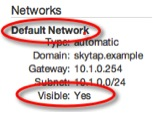 Networks
Default Network
Type: automatic
Domain: skytap.example
Gateway: 10.1.0.254
Subnet: 10.1.0.0/24
Visible: Yes